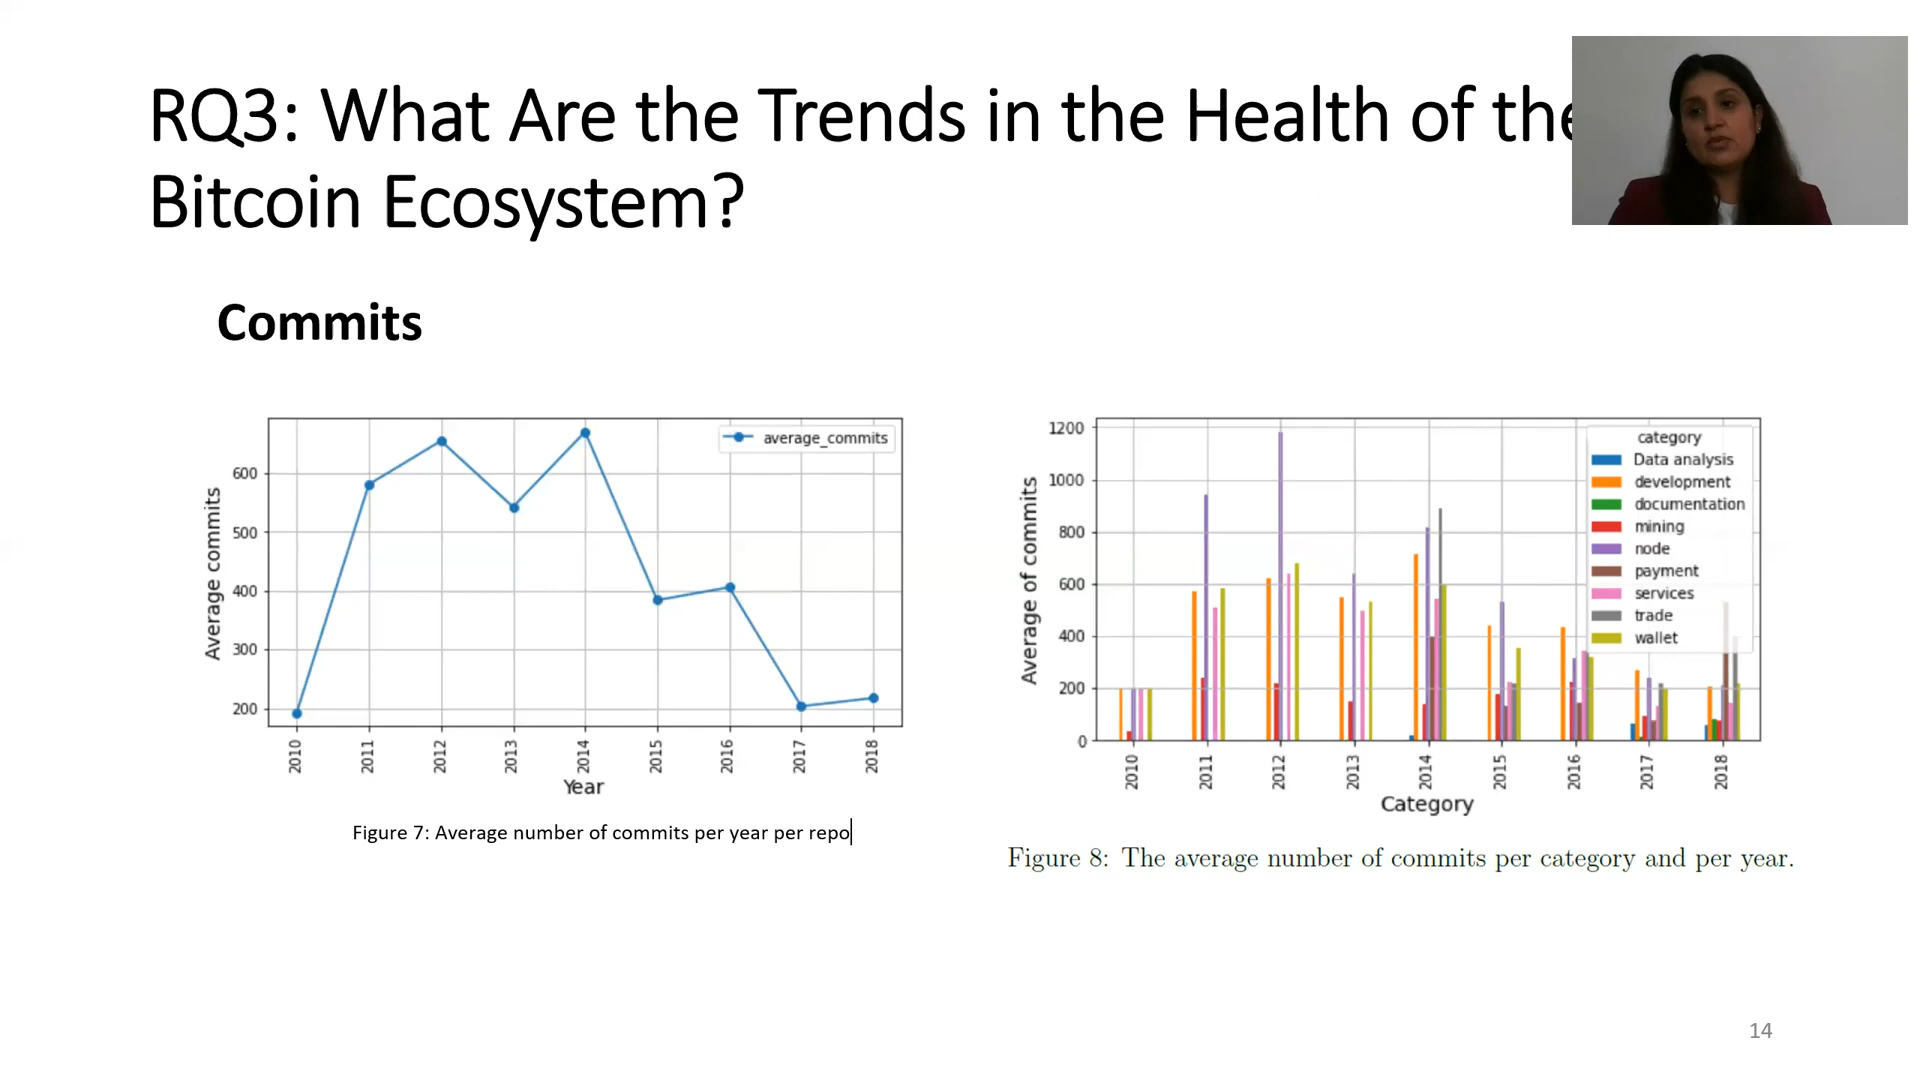 RQ3: What Are the Trends in the Health of the
Bitcoin Ecosystem?
Commits
average_commits
600
500
400
300
200
Average commits
2010
2011
2012
2013
2014
2015
2016
2017
2018
Year
Figure 7: Average number of commits per year per repo
1200
1000
800
600
400
200
0
Average of commits
category
Data analysis
development
documentation
mining
node
payment
services
trade
wallet
2010
2011
2012
2013
2014
2015
2016
2017
2018
Category
Figure 8: The average number of commits per category and per year.
14